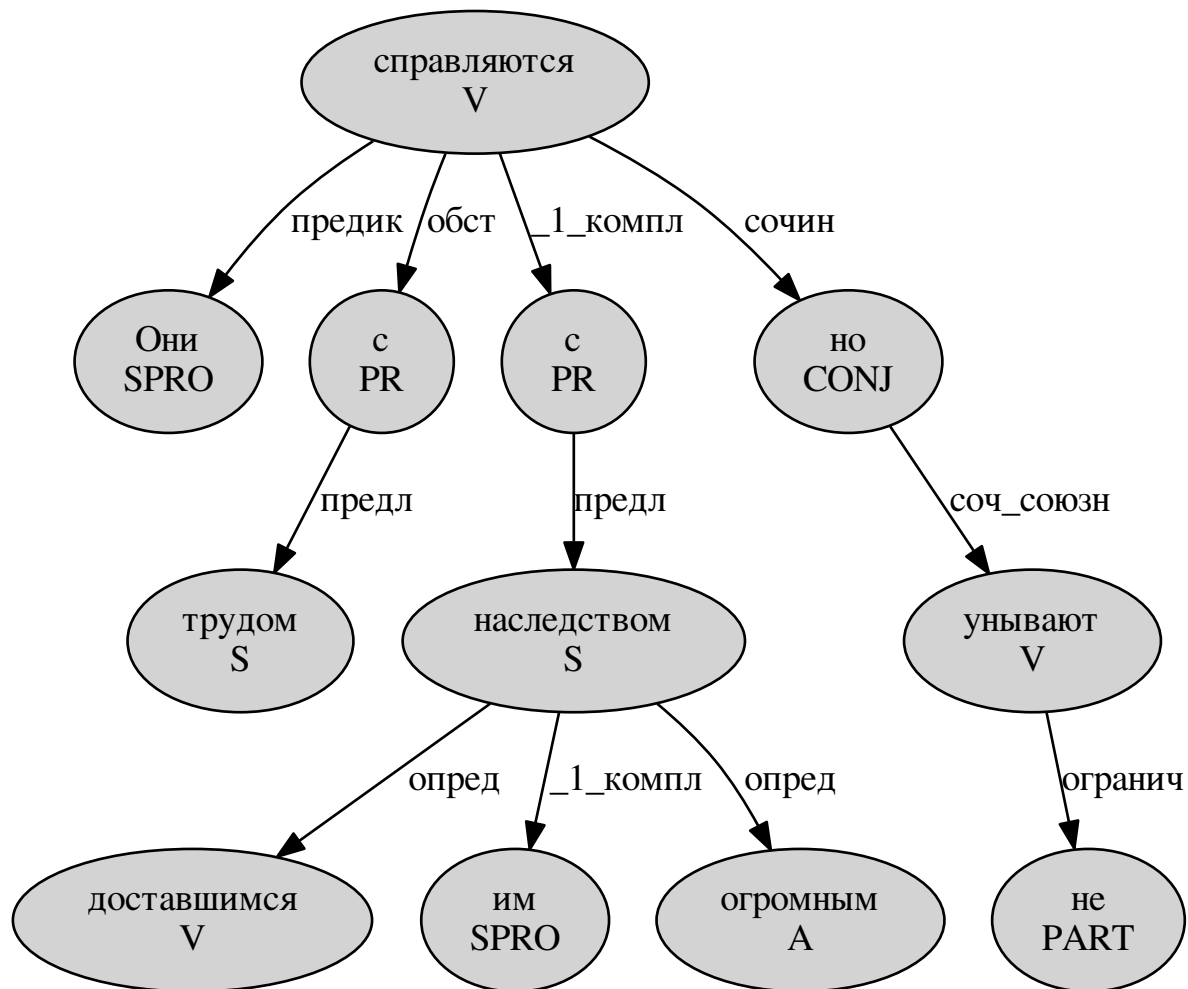 справляются
V
предик
обст
_1_компл
сочин
Они
SPRO
с
PR
с
PR
но
CONJ
предл
предл
соч_союзн
трудом
S
наследством
S
унывают
V
опред
_1_компл
опред
огранич
доставшимся
V
им
SPRO
огромным
A
не
PART